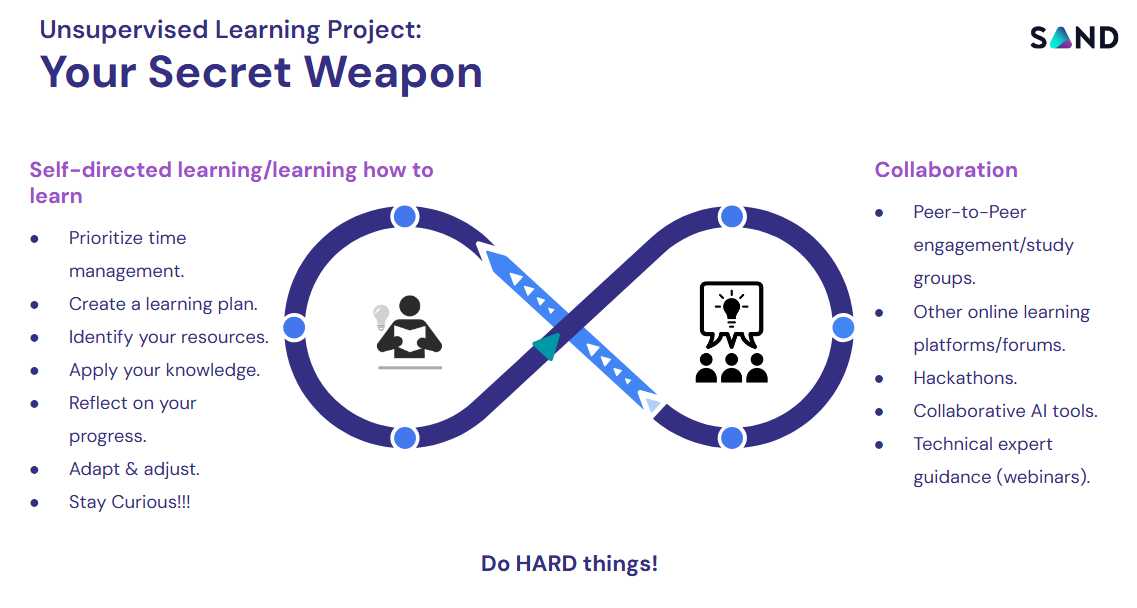 Unsupervised Learning Project:
Your Secret Weapon
SAND
Self-directed learning/learning how to
learn
● Prioritize time
management.
● Create a learning plan.
● Identify your resources.
● Apply your knowledge.
● Reflect on your
progress.
● Adapt & adjust.
● Stay Curious!!!
Collaboration
● Peer-to-Peer
engagement/study
groups.
● Other online learning
platforms/forums.
● Hackathons.
● Collaborative AI tools.
● Technical expert
guidance (webinars).
Do HARD things!